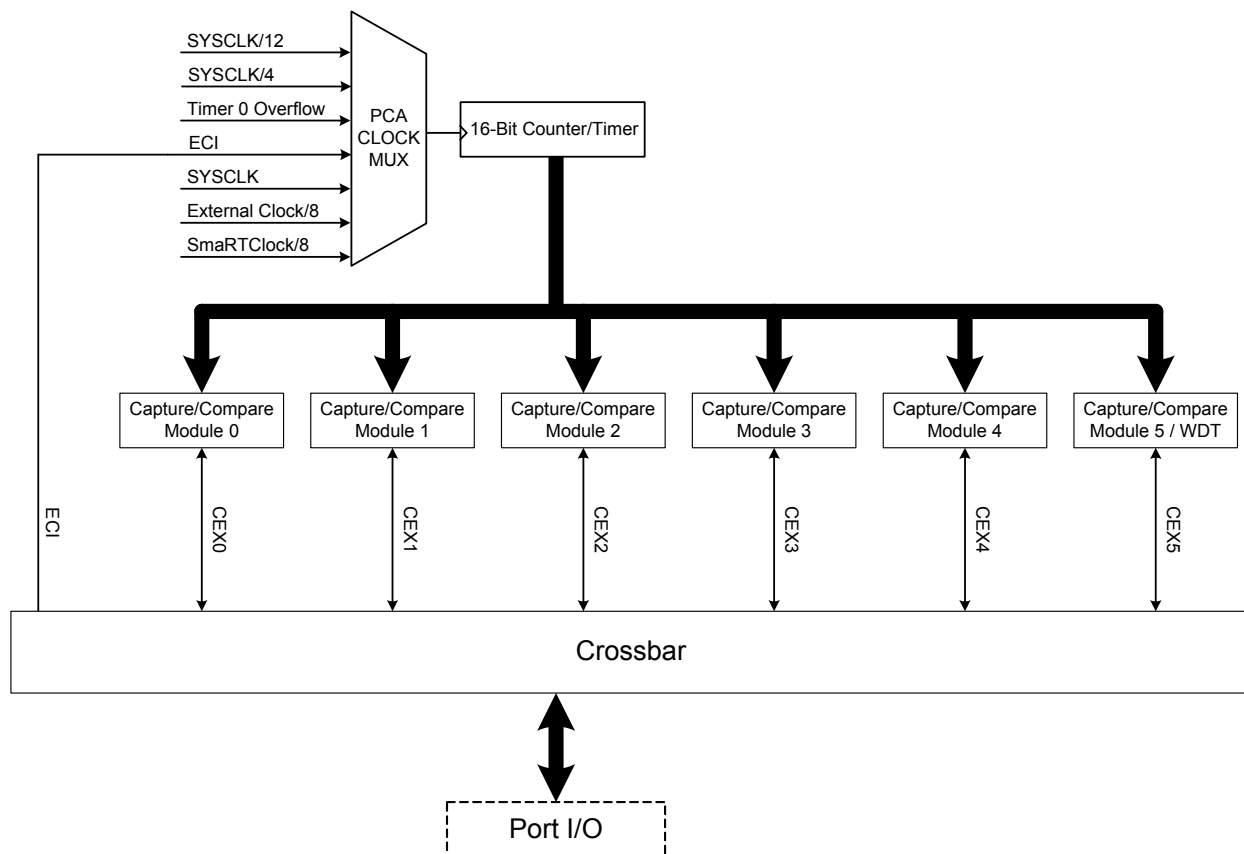 SYSCLK/12
SYSCLK/4
Timer 0 Overflow
ECI
SYSCLK
External Clock/8
SmaRTClock/8
PCA
CLOCK
MUX
16-Bit Counter/Timer
Capture/Compare
Module 0
Capture/Compare
Module 1
Capture/Compare
Module 2
Capture/Compare
Module 3
Capture/Compare
Module 4
Capture/Compare
Module 5 / WDT
ECI
CEX0
CEX1
CEX2
CEX3
CEX4
CEX5
Crossbar
Port I/O